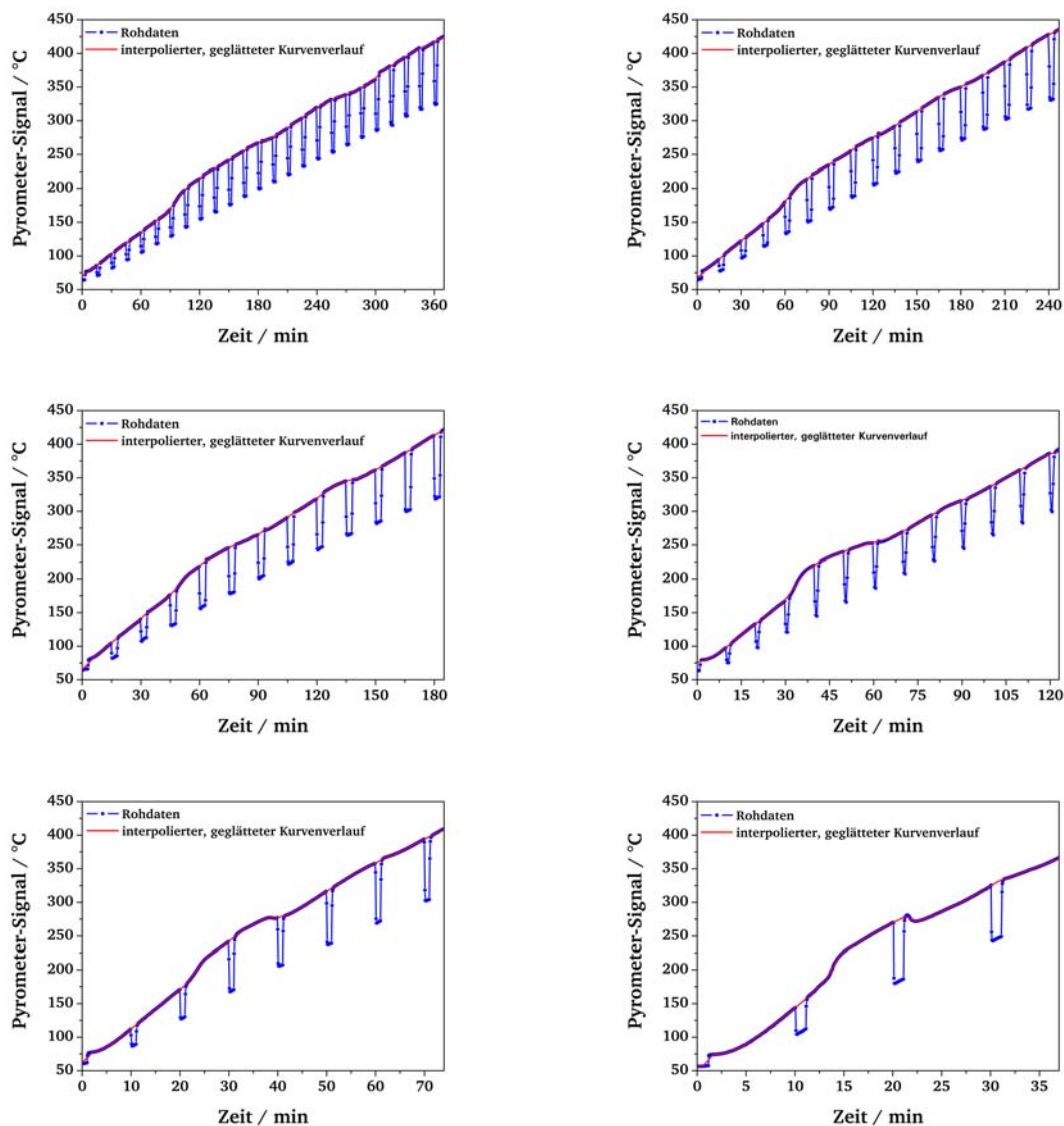 450
400
350
300
250
200
150
100
50
Pyrometer-Signal / °C
Rohdaten
interpolierter, geglätteter Kurvenverlauf
0 60 120 180 240 300 360
Zeit / min
450
400
350
300
250
200
150
100
50
Pyrometer-Signal / °C
Rohdaten
interpolierter, geglätteter Kurvenverlauf
0 30 60 90 120 150 180 210 240
Zeit / min
450
400
350
300
250
200
150
100
50
Pyrometer-Signal / °C
Rohdaten
interpolierter, geglätteter Kurvenverlauf
0 30 60 90 120 150 180
Zeit / min
450
400
350
300
250
200
150
100
50
Pyrometer-Signal / °C
Rohdaten
interpolierter, geglätteter Kurvenverlauf
0 15 30 45 60 75 90 105 120
Zeit / min
450
400
350
300
250
200
150
100
50
Pyrometer-Signal / °C
Rohdaten
interpolierter, geglätteter Kurvenverlauf
0 10 20 30 40 50 60 70
Zeit / min
450
400
350
300
250
200
150
100
50
Pyrometer-Signal / °C
Rohdaten
interpolierter, geglätteter Kurvenverlauf
0 5 10 15 20 25 30 35
Zeit / min